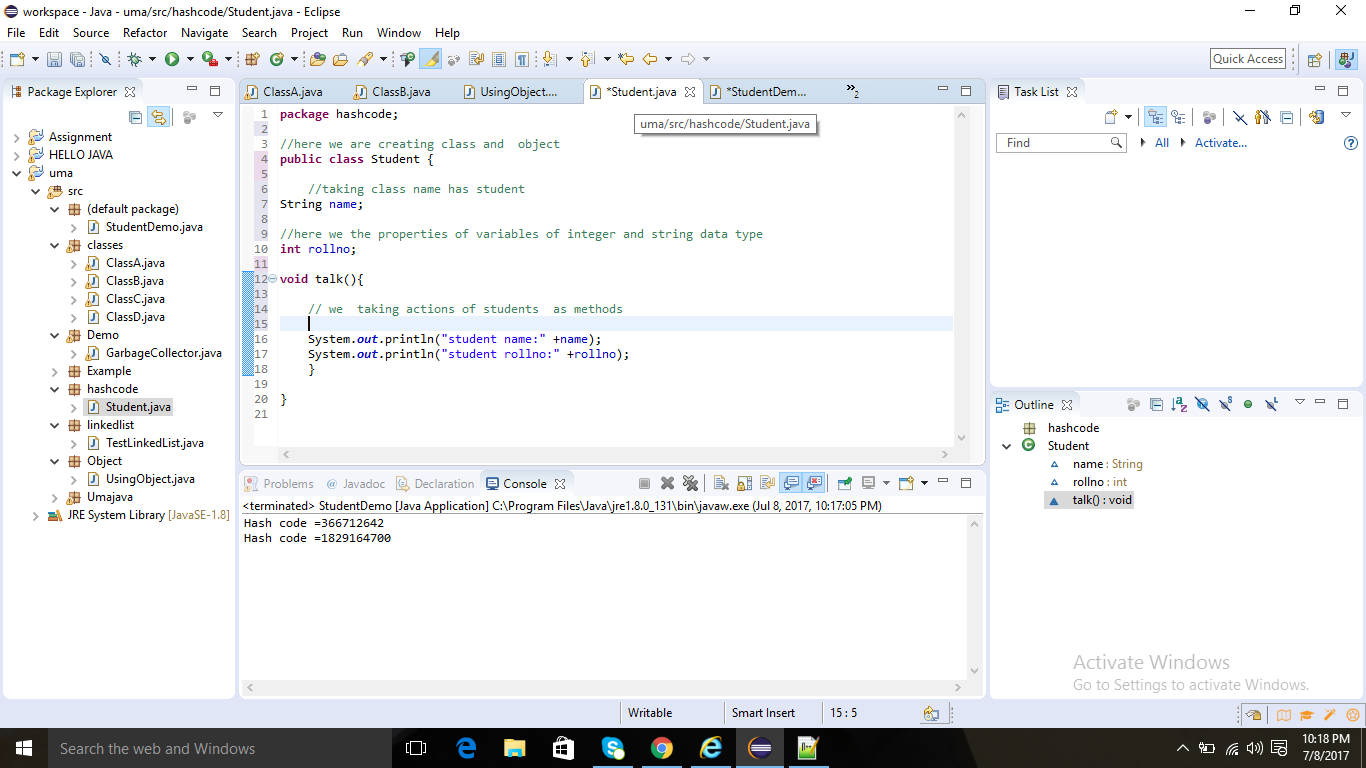 workspace - Java - uma/src/hashcode/Student.java - Eclipse
File Edit Source Refactor Navigate Search Project Run Window Help
Quick Access
Package Explorer
Assignment
HELLO JAVA
uma
src
(default package)
StudentDemo.java
classes
ClassA.java
ClassB.java
ClassC.java
ClassD.java
Demo
GarbageCollector.java
Example
hashcode
Student.java
linkedlist
TestLinkedList.java
Object
UsingObject.java
Umajava
JRE System Library [JavaSE-1.8]
ClassA.java ClassB.java UsingObject.... *Student.java *StudentDem... »2
uma/src/hashcode/Student.java
1 package hashcode;
2
3 //here we are creating class and  object
4 public class Student {
5
6     //taking class name has student
7 String name;
8
9 //here we the properties of variables of integer and string data type
10 int rollno;
11
12 void talk(){
13
14     // we  taking actions of students  as methods
15
16     System.out.println("student name:" +name);
17     System.out.println("student rollno:" +rollno);
18     }
19
20 }
21
Problems @ Javadoc Declaration Console
<terminated> StudentDemo [Java Application] C:\Program Files\Java\jre1.8.0_131\bin\javaw.exe (Jul 8, 2017, 10:17:05 PM)
Hash code =366712642
Hash code =1829164700
Task List
Find All Activate...
Outline
hashcode
Student
name : String
rollno : int
talk() : void
Activate Windows
Go to Settings to activate Windows.
Writable Smart Insert 15 : 5
Search the web and Windows
10:18 PM
7/8/2017